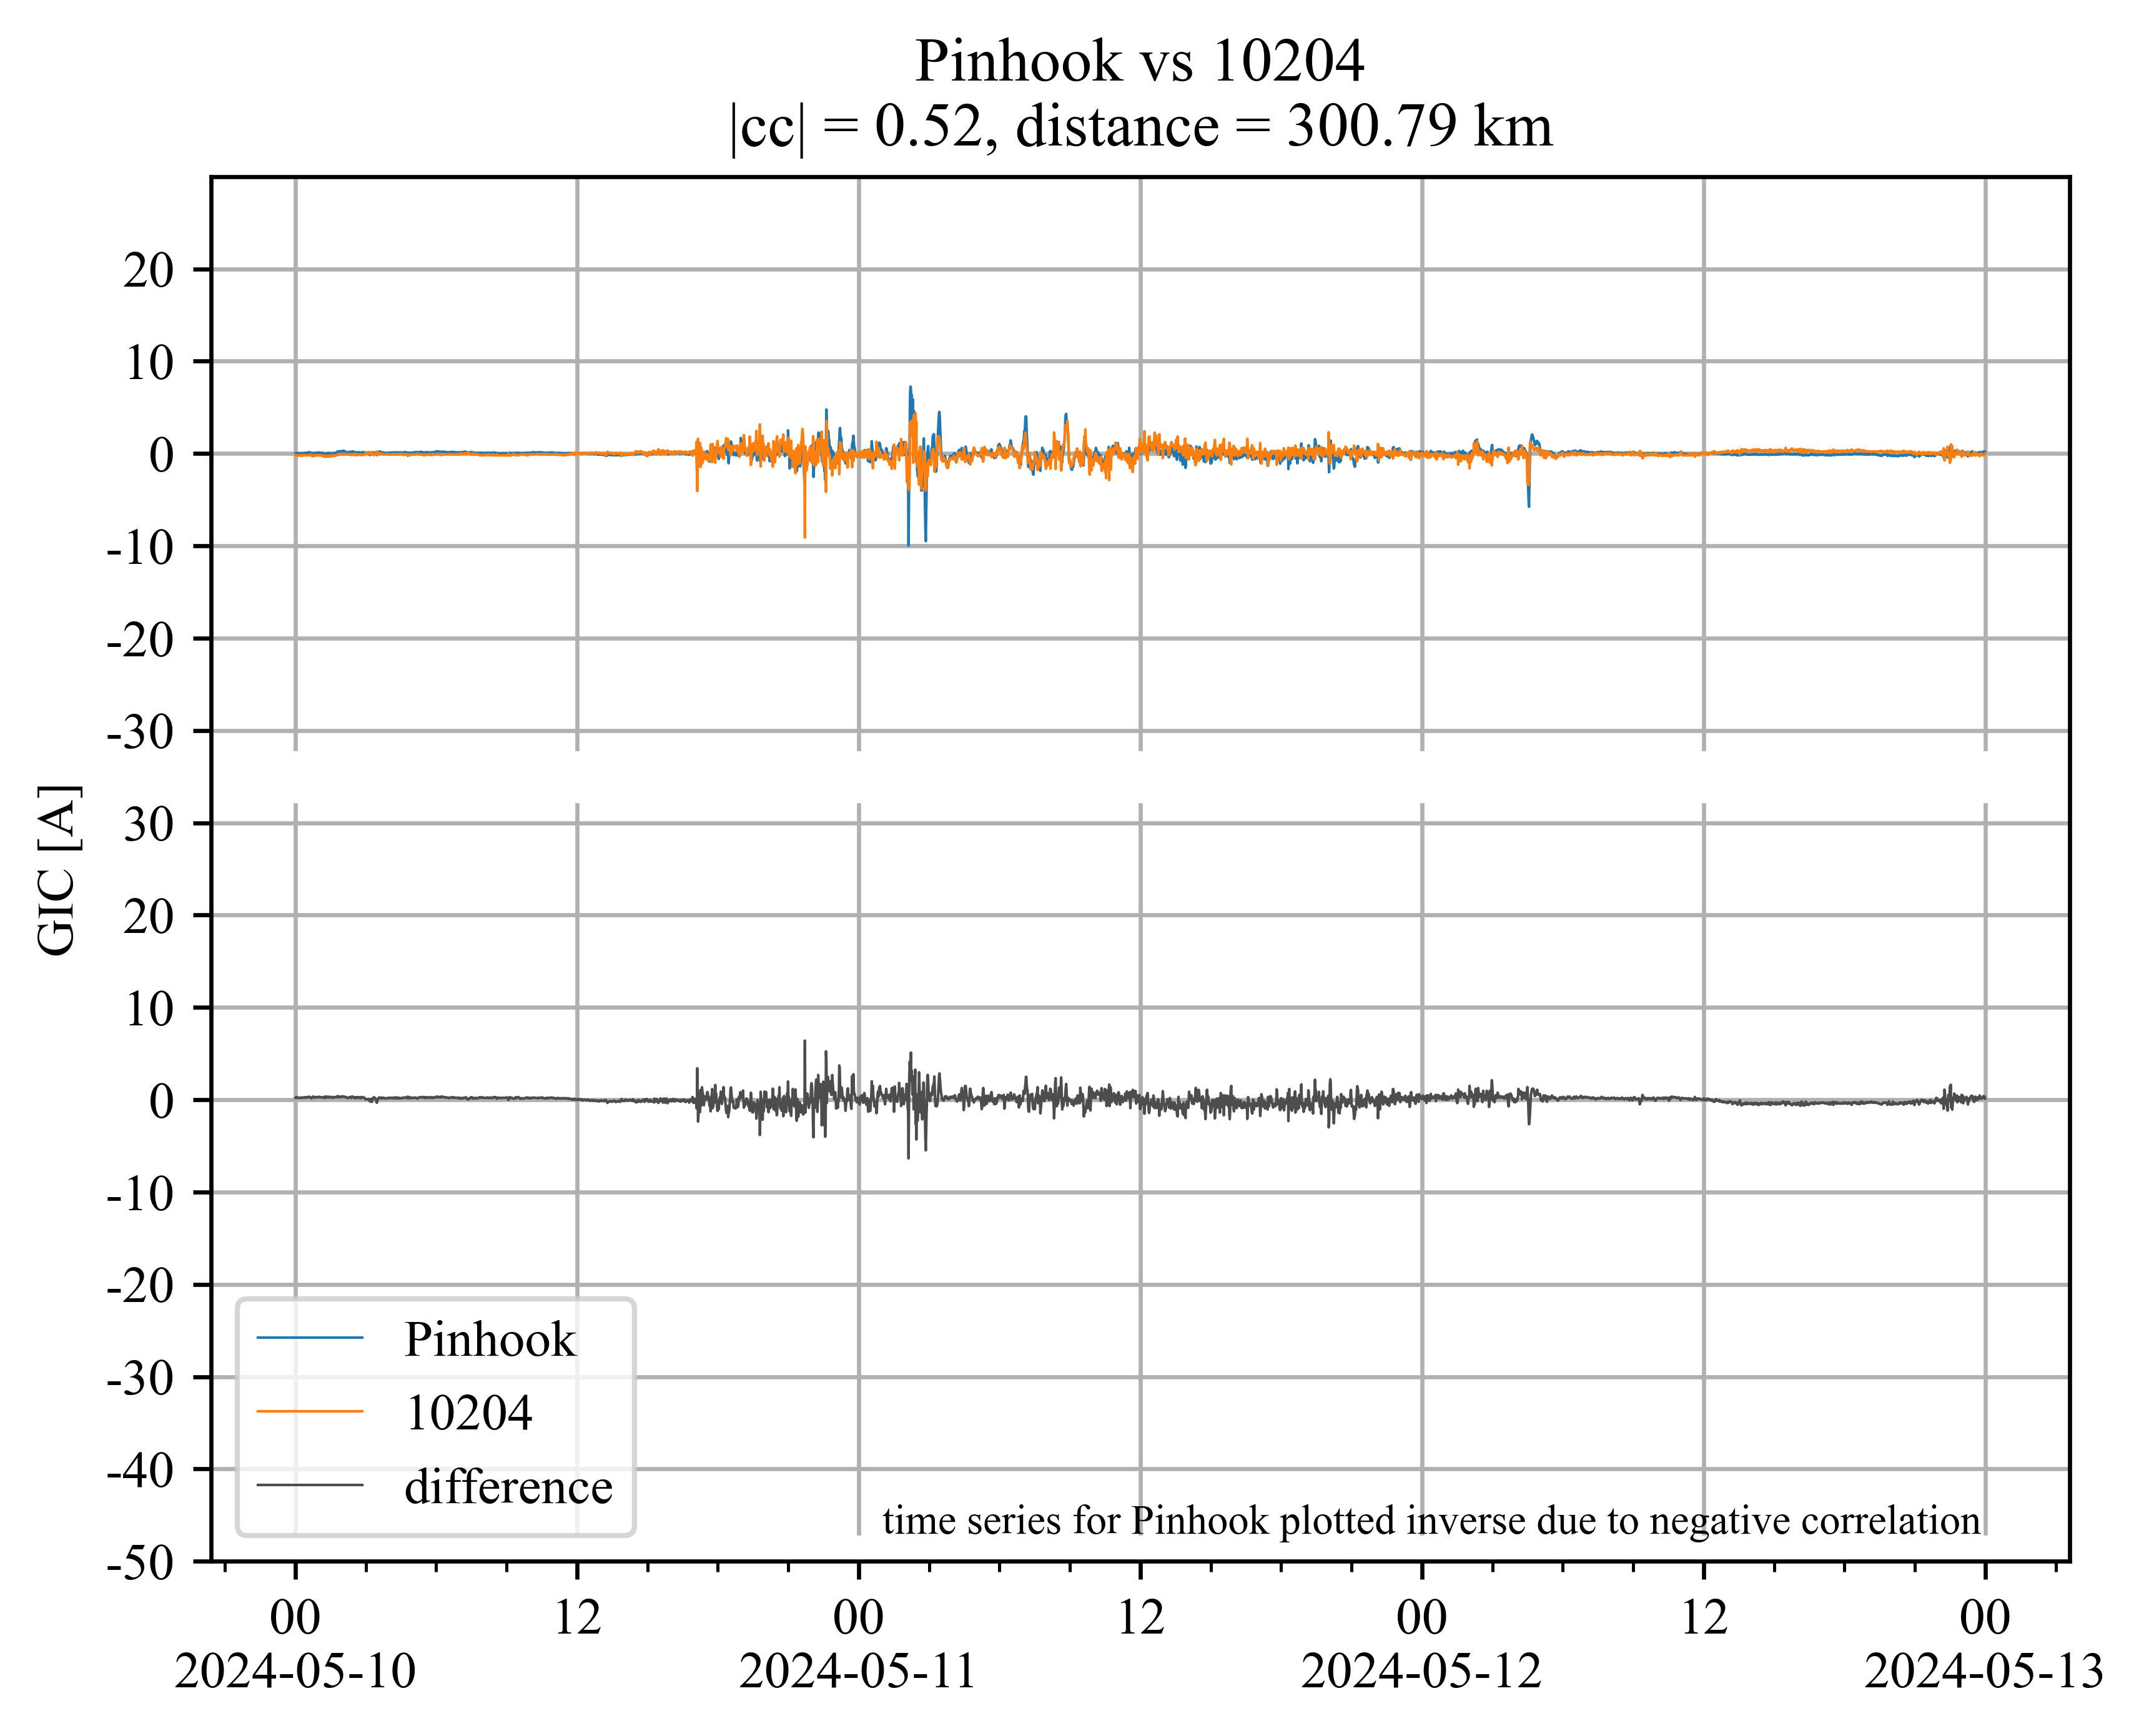 Pinhook vs 10204
|cc| = 0.52, distance = 300.79 km
GIC [A]
20
10
0
-10
-20
-30
30
20
10
0
-10
-20
-30
-40
-50
Pinhook
10204
difference
time series for Pinhook plotted inverse due to negative correlation
00 12 00 12 00 12 00
2024-05-10 2024-05-11 2024-05-12 2024-05-13